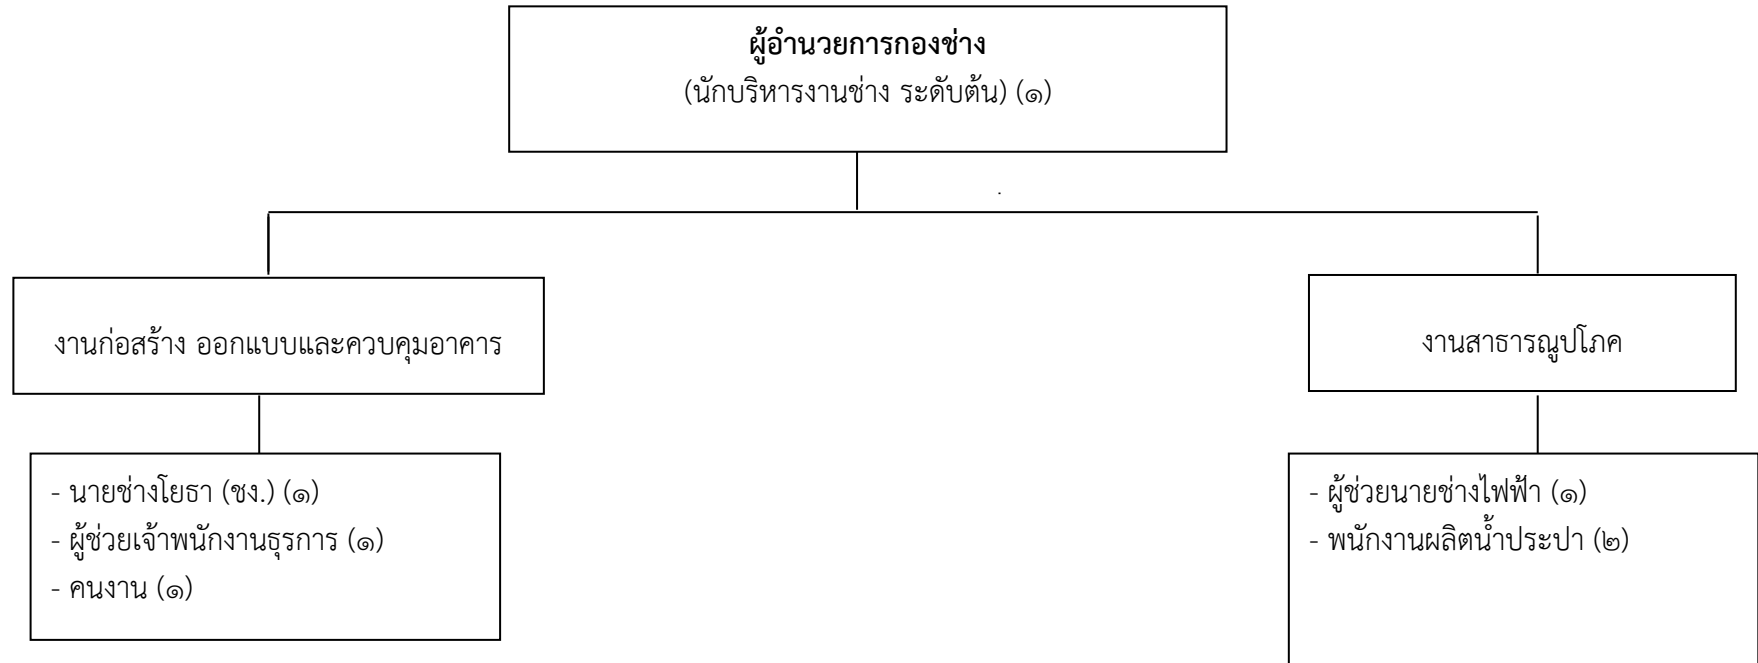 ผู้อำนวยการกองช่าง
(นักบริหารงานช่าง ระดับต้น) (๑)
งานก่อสร้าง ออกแบบและควบคุมอาคาร
งานสาธารณูปโภค
- นายช่างโยธา (ชง.) (๑)
- ผู้ช่วยเจ้าพนักงานธุรการ (๑)
- คนงาน (๑)
- ผู้ช่วยนายช่างไฟฟ้า (๑)
- พนักงานผลิตน้ำประปา (๒)